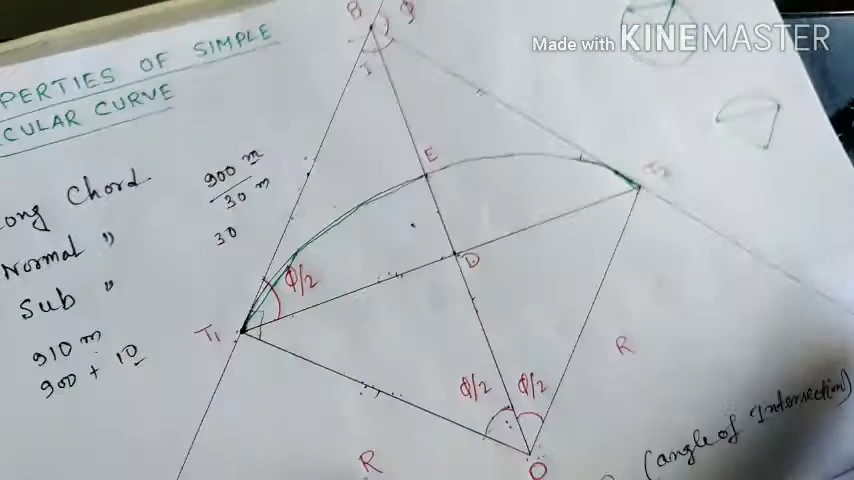 Made with KINEMASTER
PERTIES OF SIMPLE
CULAR CURVE
ong Chord
900 m
30 m
Normal "
30
Sub "
910 m
900 + 10
B
φ
I
E
D
T1
φ/2
φ/2
φ/2
R
R
O
(angle of Intersection)